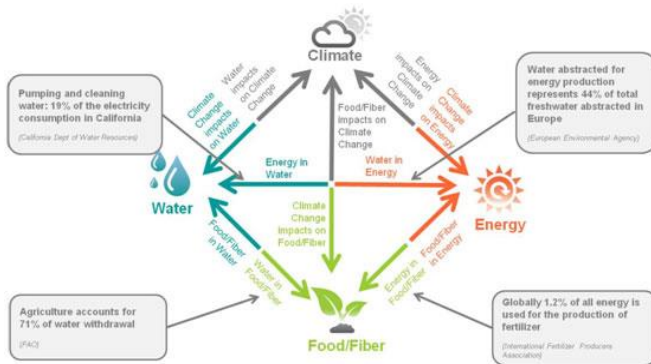 Climate
Pumping and cleaning
water: 19% of the electricity
consumption in California
(California Dept of Water Resources)
Water abstracted for
energy production
represents 44% of total
freshwater abstracted in
Europe
(European Environmental Agency)
Climate
Change
impacts
on Water
Water
impacts
on Climate
Change
Food/Fiber
impacts on
Climate
Change
Energy
impacts on
Climate
Change
Climate
Change
impacts
on Energy
Energy in
Water
Water in
Energy
Water
Energy
Climate
Change
Impacts on
Food/Fiber
Food/Fiber
in Water
Water in
Food/Fiber
Energy in
Food/Fiber
Food/Fiber
in Energy
Agriculture accounts for
71% of water withdrawal
(FAO)
Globally 1.2% of all energy is
used for the production of
fertilizer
(International Fertilizer Producers
Association)
Food/Fiber